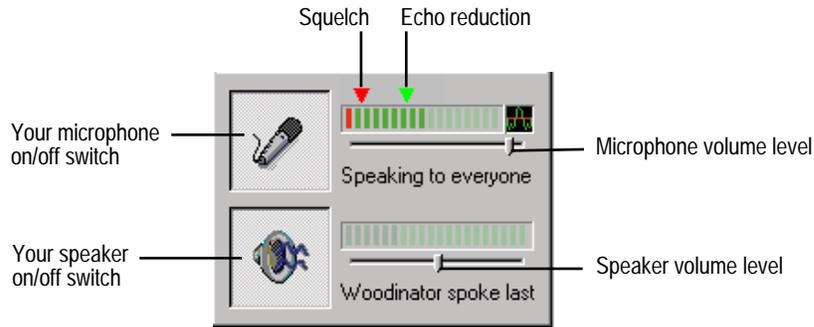 Squelch
Echo reduction
Your microphone
on/off switch
Microphone volume level
Speaking to everyone
Your speaker
on/off switch
Speaker volume level
Woodinator spoke last